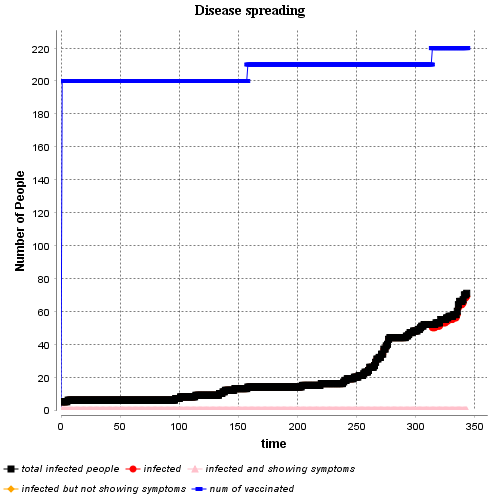 Disease spreading
Number of People
220
200
180
160
140
120
100
80
60
40
20
0
0 50 100 150 200 250 300 350
time
total infected people infected infected and showing symptoms
infected but not showing symptoms num of vaccinated